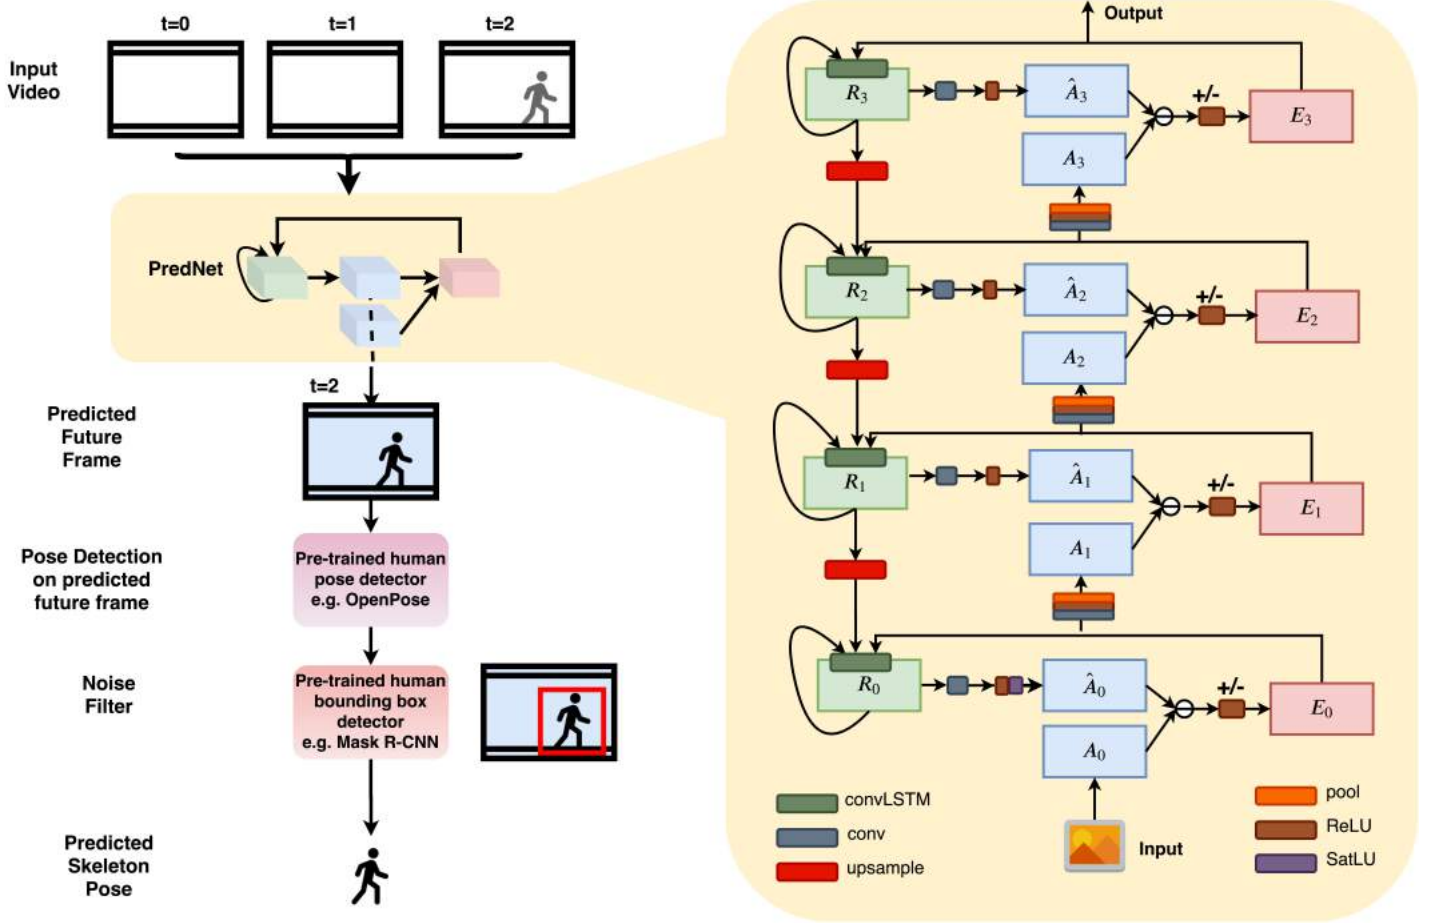 t=0
t=1
t=2
Input
Video
PredNet
t=2
Predicted
Future
Frame
Pose Detection
on predicted
future frame
Pre-trained human
pose detector
e.g. OpenPose
Noise
Filter
Pre-trained human
bounding box
detector
e.g. Mask R-CNN
Predicted
Skeleton
Pose
Output
R₃
Â₃
+/-
E₃
A₃
R₂
Â₂
+/-
E₂
A₂
R₁
Â₁
+/-
E₁
A₁
R₀
Â₀
+/-
E₀
A₀
Input
convLSTM
conv
upsample
pool
ReLU
SatLU